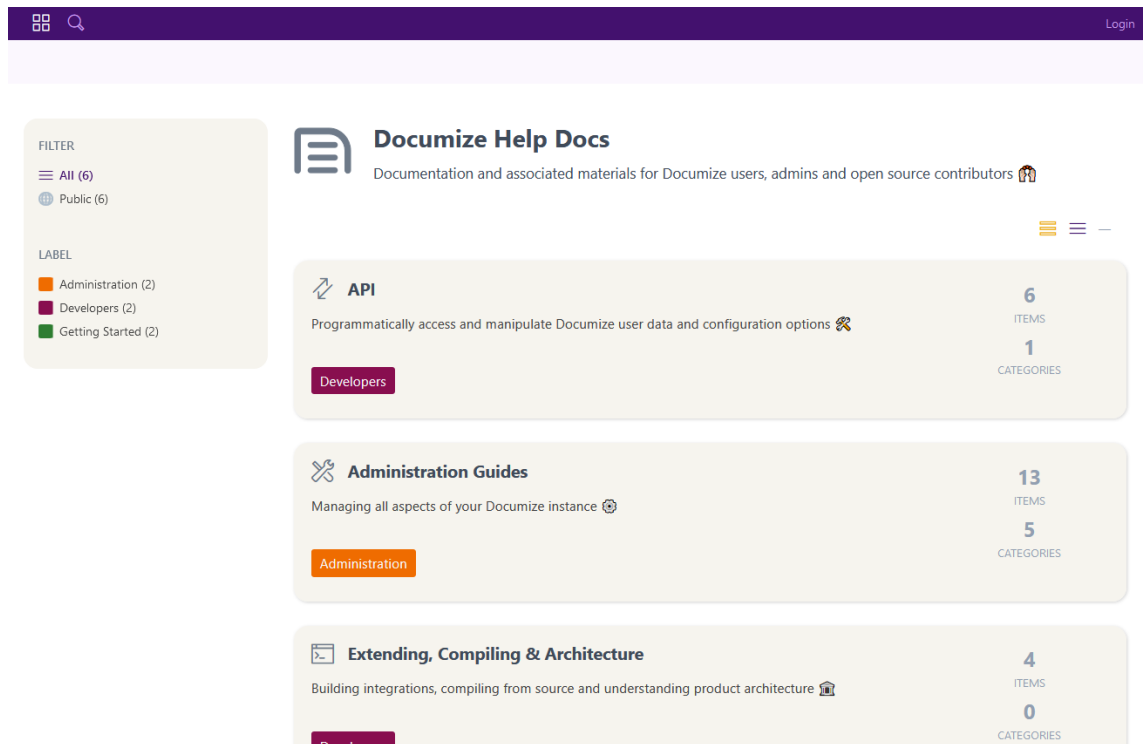 Login
FILTER
All (6)
Public (6)
LABEL
Administration (2)
Developers (2)
Getting Started (2)
Documize Help Docs
Documentation and associated materials for Documize users, admins and open source contributors 🙌
API
Programmatically access and manipulate Documize user data and configuration options 🛠
Developers
6
ITEMS
1
CATEGORIES
Administration Guides
Managing all aspects of your Documize instance ⚙
Administration
13
ITEMS
5
CATEGORIES
Extending, Compiling & Architecture
Building integrations, compiling from source and understanding product architecture 🏛
Developers
4
ITEMS
0
CATEGORIES